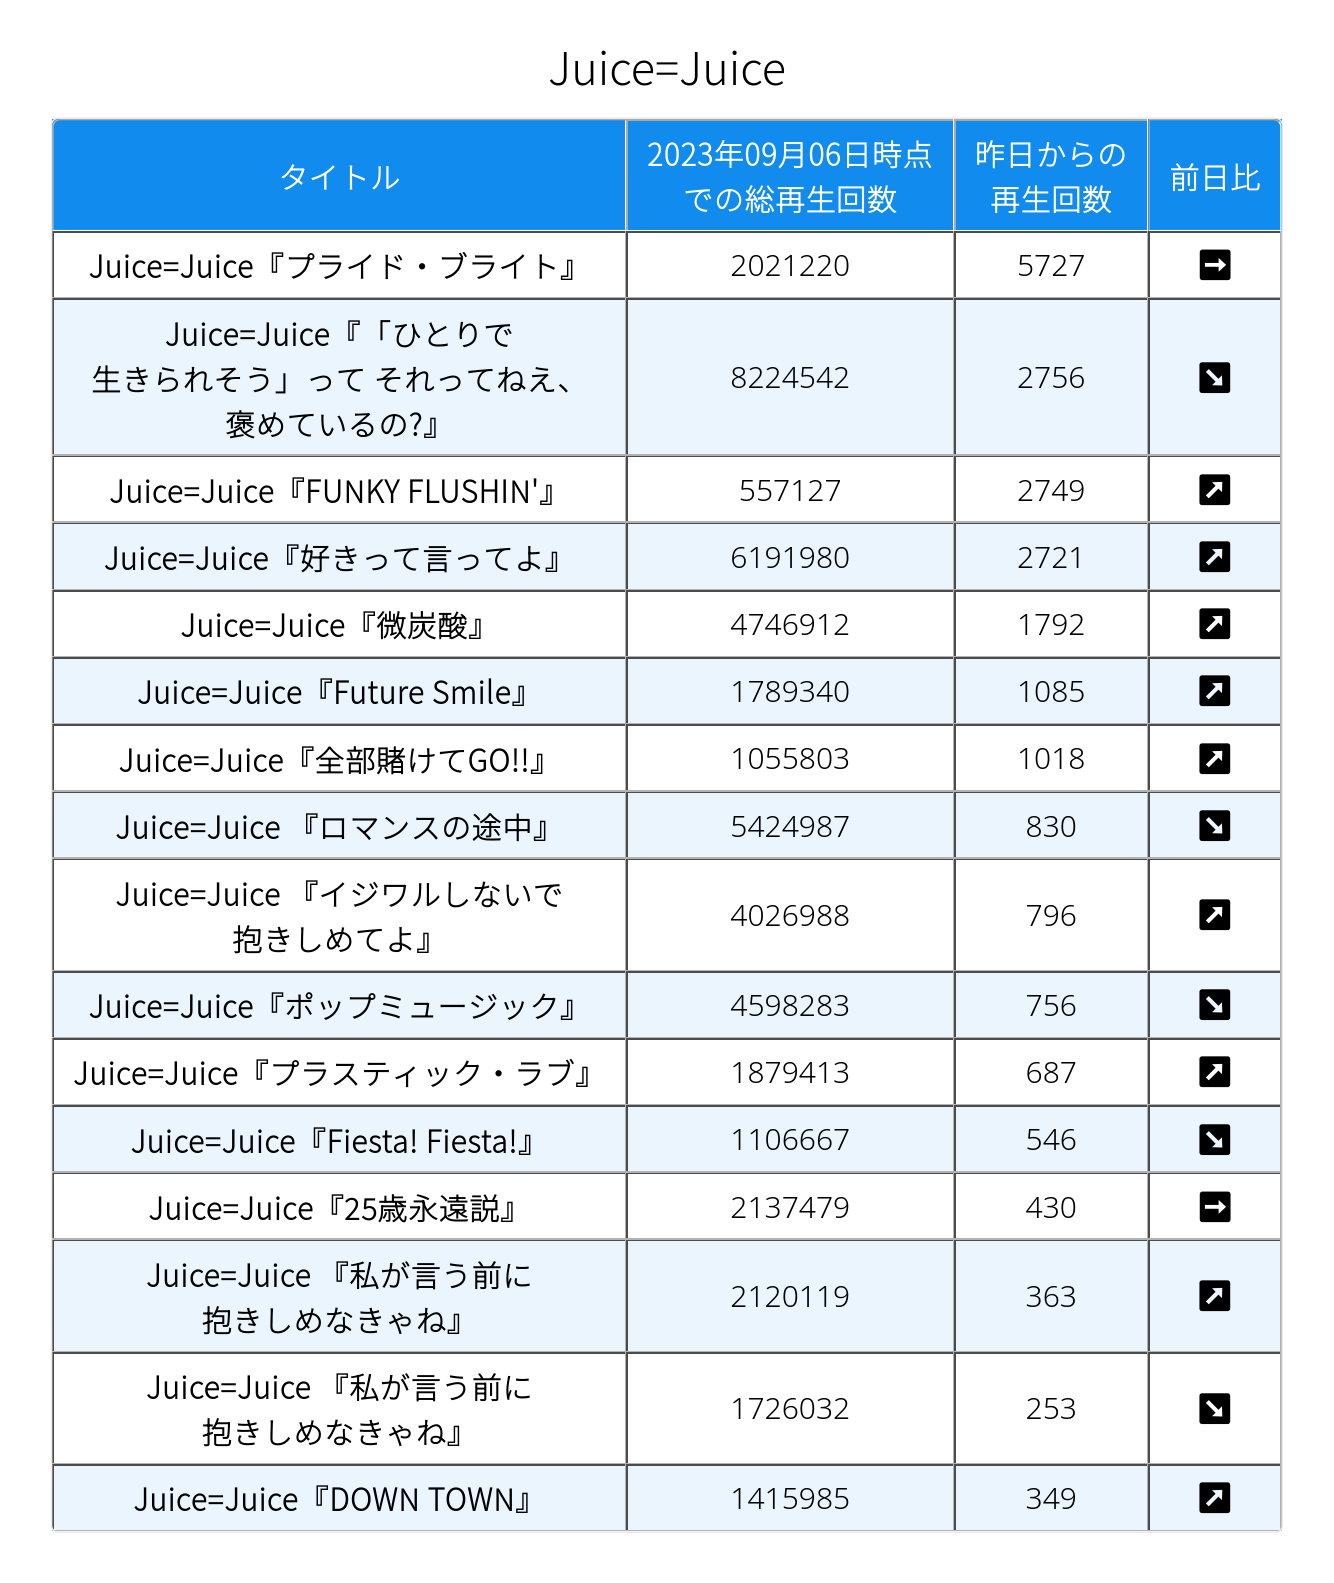 Juice=Juice
タイトル
2023年09月06日時点
での総再生回数
昨日からの
再生回数
前日比
Juice=Juice『プライド・ブライト』 2021220 5727 ➡
Juice=Juice『「ひとりで
生きられそう」って それってねえ、
褒めているの?』 8224542 2756 ↘
Juice=Juice『FUNKY FLUSHIN'』 557127 2749 ↗
Juice=Juice『好きって言ってよ』 6191980 2721 ↗
Juice=Juice『微炭酸』 4746912 1792 ↗
Juice=Juice『Future Smile』 1789340 1085 ↗
Juice=Juice『全部賭けてGO!!』 1055803 1018 ↗
Juice=Juice 『ロマンスの途中』 5424987 830 ↘
Juice=Juice 『イジワルしないで
抱きしめてよ』 4026988 796 ↗
Juice=Juice『ポップミュージック』 4598283 756 ↘
Juice=Juice『プラスティック・ラブ』 1879413 687 ↗
Juice=Juice『Fiesta! Fiesta!』 1106667 546 ↘
Juice=Juice『25歳永遠説』 2137479 430 ➡
Juice=Juice 『私が言う前に
抱きしめなきゃね』 2120119 363 ↗
Juice=Juice 『私が言う前に
抱きしめなきゃね』 1726032 253 ↘
Juice=Juice『DOWN TOWN』 1415985 349 ↗